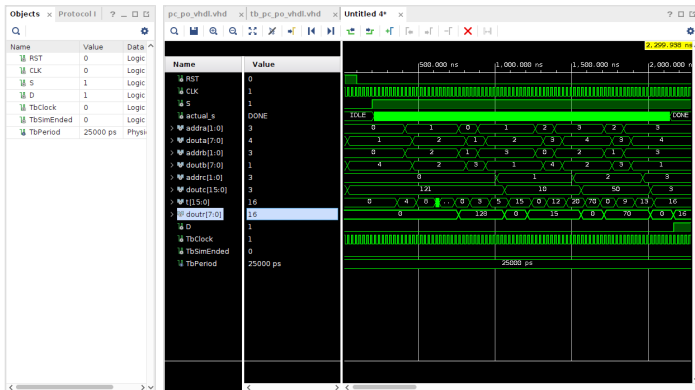 Objects × Protocol I ? _ □ ⧉ ×
Name Value Data
RST 0 Logic
CLK 0 Logic
S 1 Logic
D 1 Logic
TbClock 0 Logic
TbSimEnded 0 Logic
TbPeriod 25000 ps Physi
pc_po_vhdl.vhd × tb_pc_po_vhdl.vhd × Untitled 4* ×
2,299.938 ns
Name Value 500.000 ns 1,000.000 ns 1,500.000 ns 2,000.000 n
RST 0
CLK 1
S 1
actual_s DONE IDLE DONE
addra[1:0] 3 0 1 0 1 2 3 2 3
douta[7:0] 4 1 2 1 2 3 4 3 4
addrb[1:0] 3 0 2 1 3 0 2 1 3
doutb[7:0] 1 4 2 3 1 4 2 3 1
addrc[1:0] 3 0 1 2 3
doutc[15:0] 3 121 10 50 3
t[15:0] 16 0 4 8 .. 0 3 5 15 0 12 20 70 0 9 13 16
doutr[7:0] 16 0 128 0 15 0 70 0 16
D 1
TbClock 1
TbSimEnded 0
TbPeriod 25000 ps 25000 ps